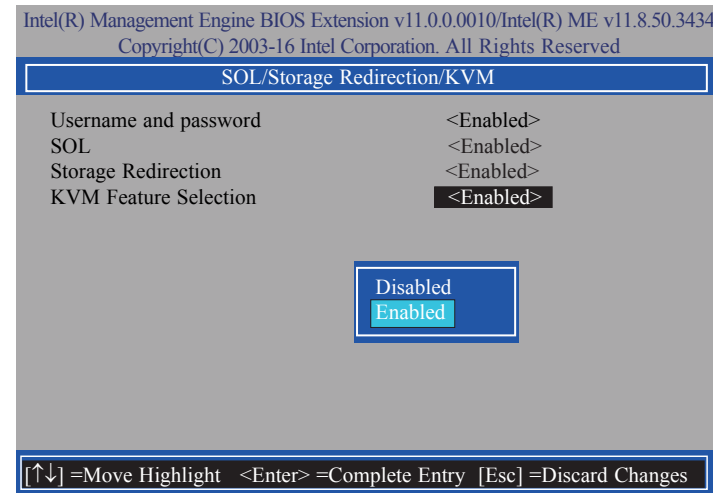 Intel(R) Management Engine BIOS Extension v11.0.0.0010/Intel(R) ME v11.8.50.3434
Copyright(C) 2003-16 Intel Corporation. All Rights Reserved
SOL/Storage Redirection/KVM
Username and password <Enabled>
SOL <Enabled>
Storage Redirection <Enabled>
KVM Feature Selection <Enabled>
Disabled
Enabled
[↑↓] =Move Highlight <Enter> =Complete Entry [Esc] =Discard Changes